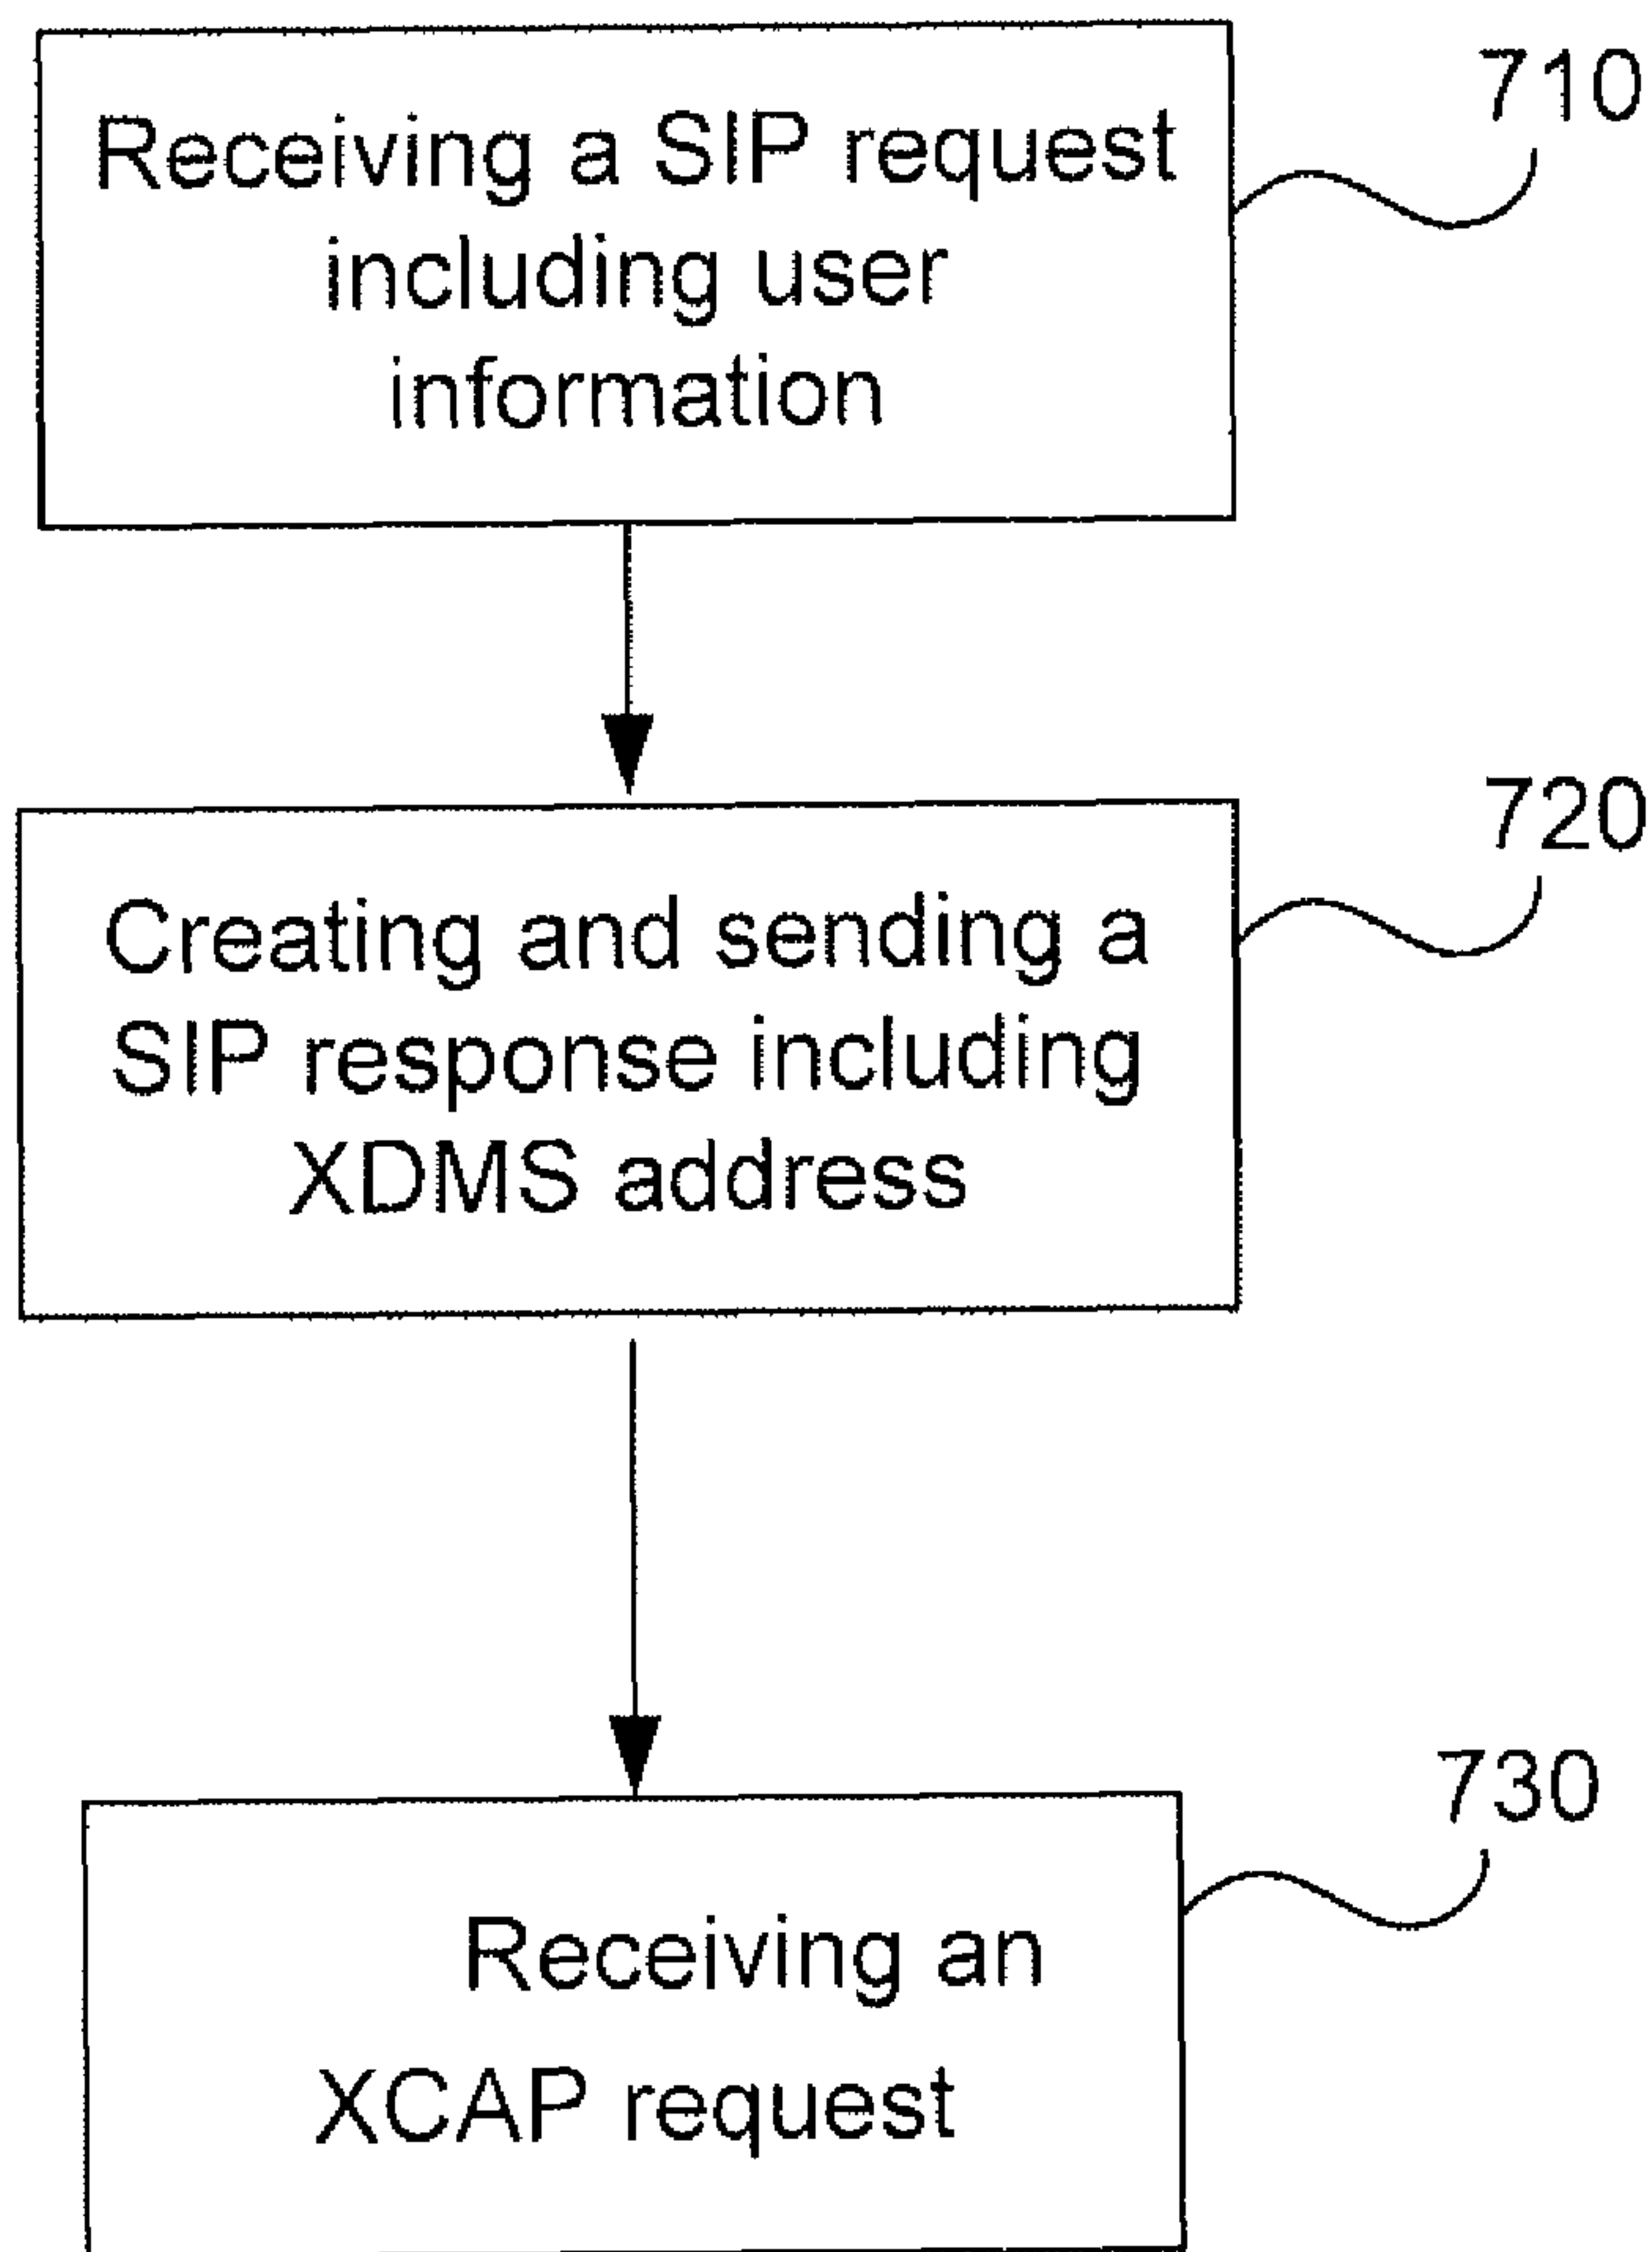 710
Receiving a SIP request
including user
information
720
Creating and sending a
SIP response including
XDMS address
730
Receiving an
XCAP request